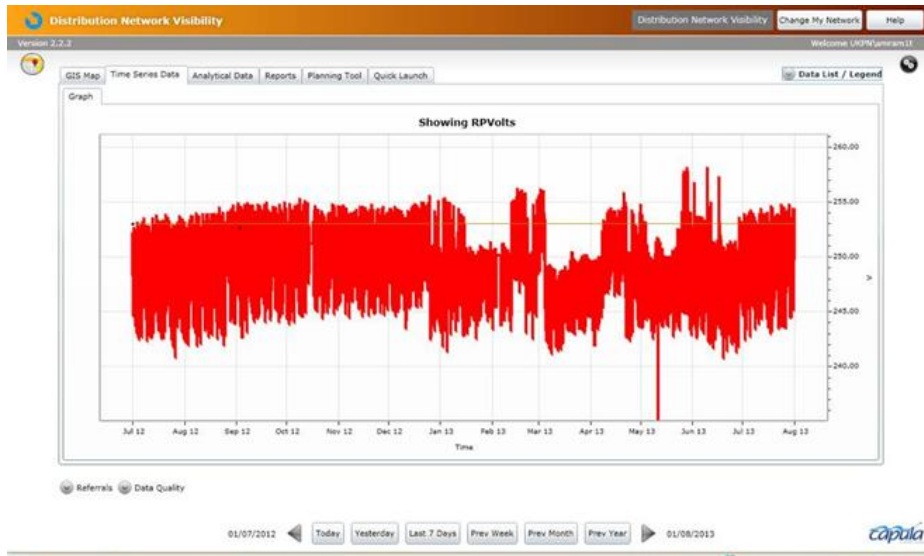 Distribution Network Visibility
Distribution Network Visibility Change My Network Help
Version 2.2.3
Welcome UKPN\amram1t
GIS Map Time Series Data Analytical Data Reports Planning Tool Quick Launch
Data List / Legend
Graph
Showing RPVolts
260.00
255.00
250.00
245.00
240.00
V
Jul 12 Aug 12 Sep 12 Oct 12 Nov 12 Dec 12 Jan 13 Feb 13 Mar 13 Apr 13 May 13 Jun 13 Jul 13 Aug 13
Time
Referrals Data Quality
01/07/2012 Today Yesterday Last 7 Days Prev Week Prev Month Prev Year 01/08/2013
capula